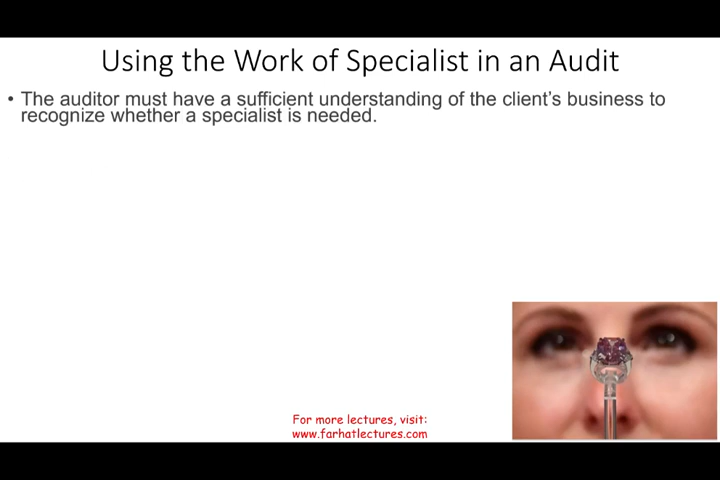 Using the Work of Specialist in an Audit
• The auditor must have a sufficient understanding of the client's business to
recognize whether a specialist is needed.
For more lectures, visit:
www.farhatlectures.com